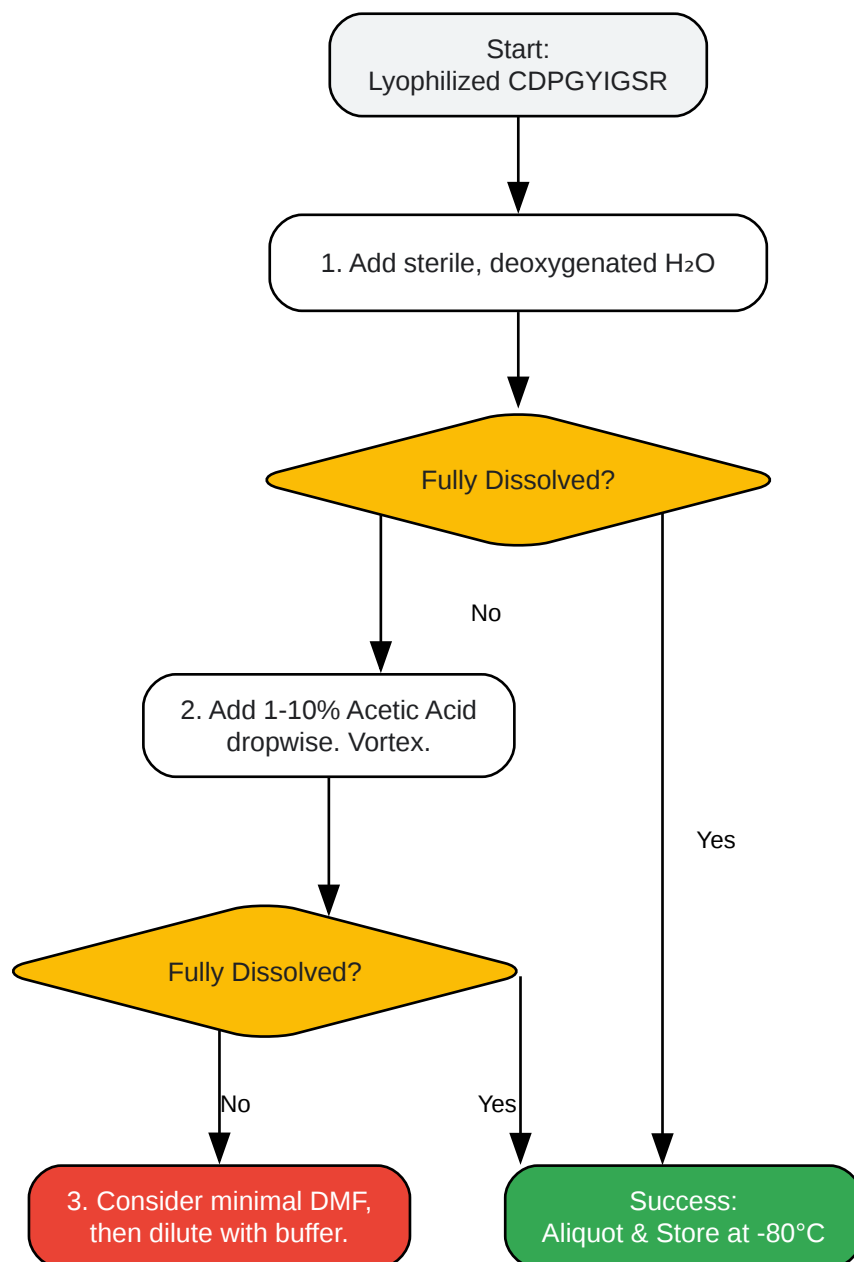 Start:
Lyophilized CDPGYIGSR
1. Add sterile, deoxygenated H₂O
Fully Dissolved?
No
2. Add 1-10% Acetic Acid
dropwise. Vortex.
Yes
Fully Dissolved?
No
Yes
3. Consider minimal DMF,
then dilute with buffer.
Success:
Aliquot & Store at -80°C